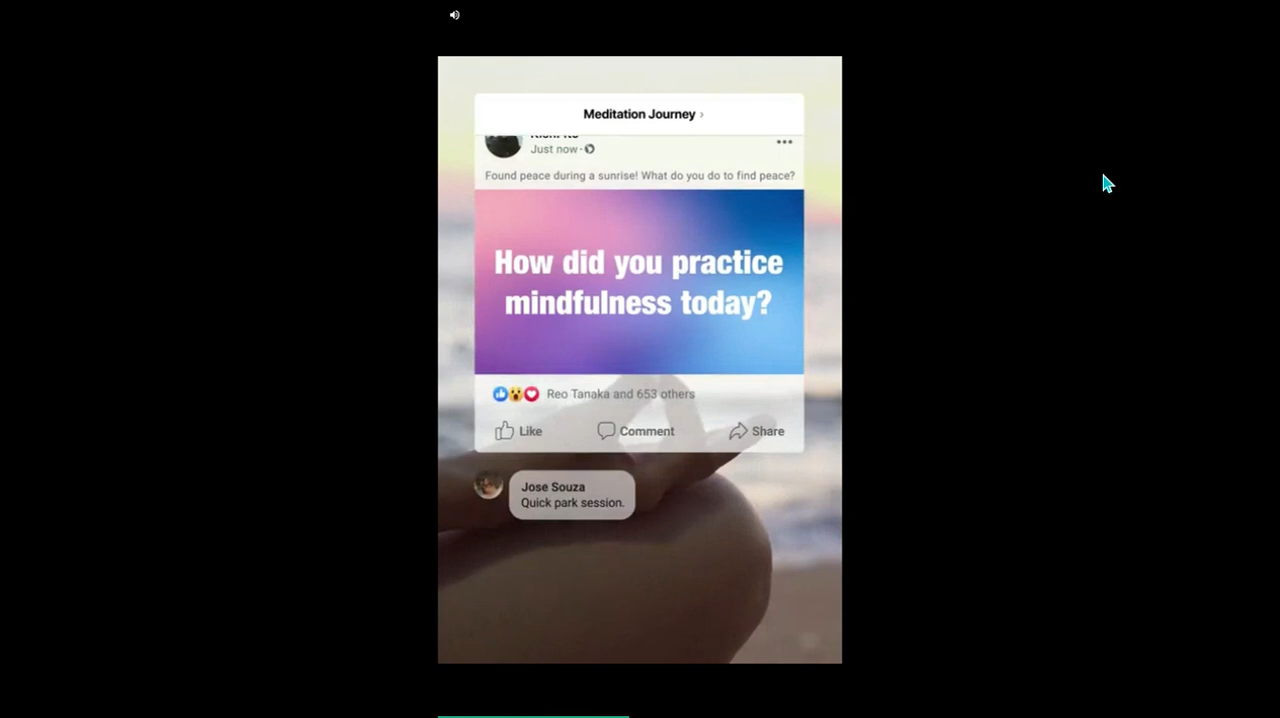 Meditation Journey
Just now
Found peace during a sunrise! What do you do to find peace?
How did you practice
mindfulness today?
Reo Tanaka and 653 others
Like Comment Share
Jose Souza
Quick park session.